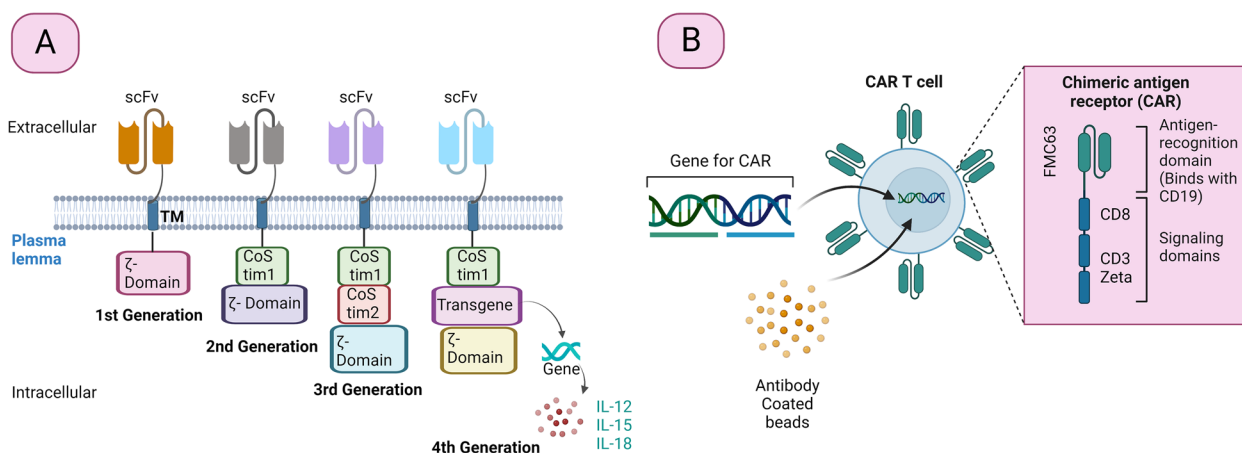 A
scFv
scFv
scFv
scFv
Extracellular
TM
Plasma
lemma
ζ-
Domain
1st Generation
CoS
tim1
ζ- Domain
2nd Generation
CoS
tim1
CoS
tim2
ζ-
Domain
3rd Generation
CoS
tim1
Transgene
ζ-
Domain
Gene
IL-12
IL-15
IL-18
4th Generation
Intracellular
B
CAR T cell
Gene for CAR
Antibody
Coated
beads
Chimeric antigen
receptor (CAR)
FMC63
Antigen-
recognition
domain
(Binds with
CD19)
CD8
CD3
Zeta
Signaling
domains